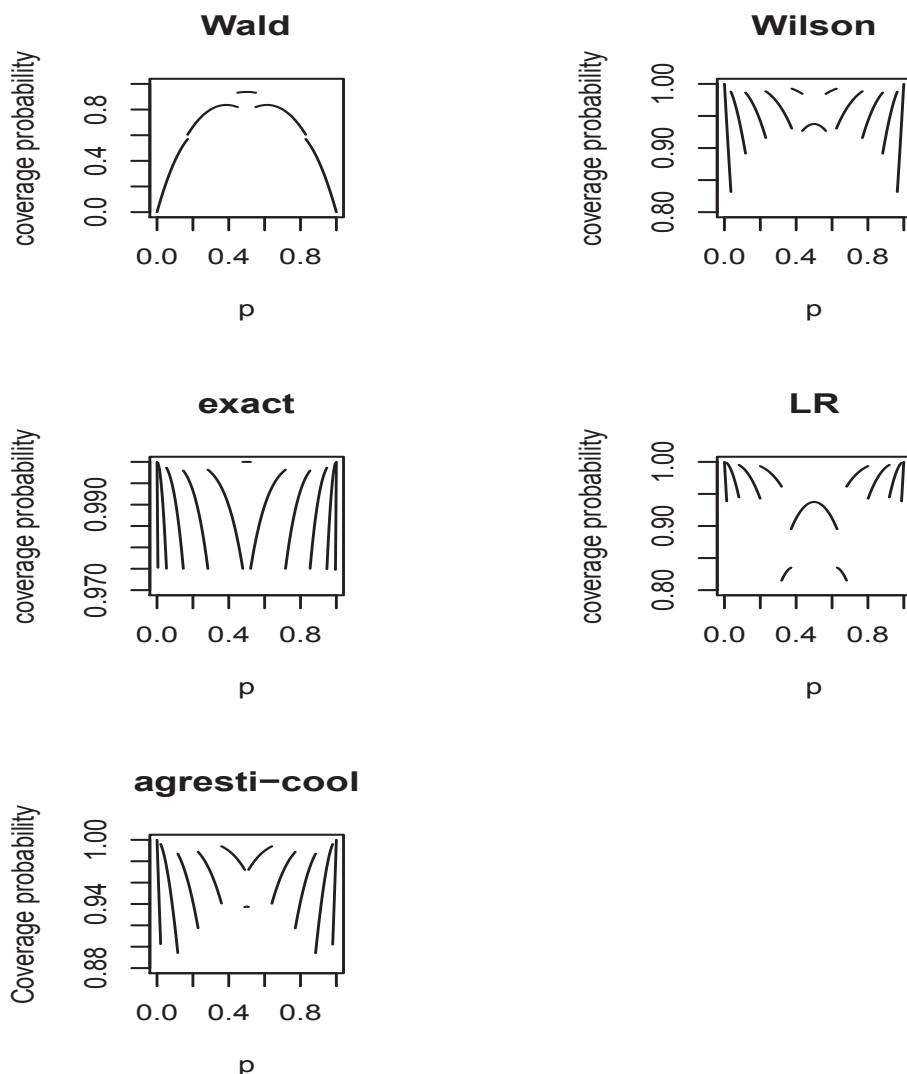 Wald
coverage probability
0.0 0.4 0.8
0.0 0.4 0.8
p
Wilson
coverage probability
0.80 0.90 1.00
0.0 0.4 0.8
p
exact
coverage probability
0.970 0.990
0.0 0.4 0.8
p
LR
coverage probability
0.80 0.90 1.00
0.0 0.4 0.8
p
agresti−cool
Coverage probability
0.88 0.94 1.00
0.0 0.4 0.8
p